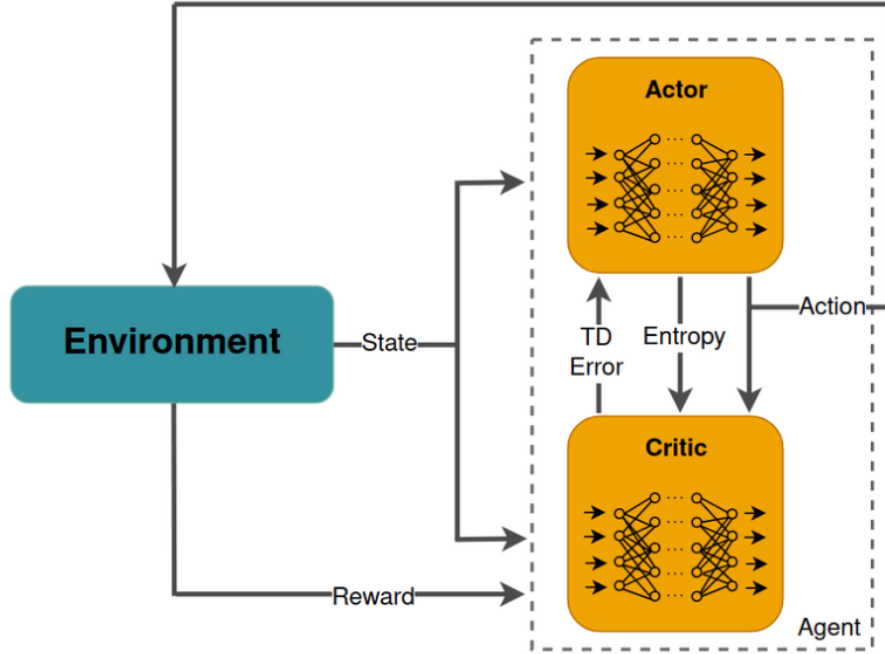 Actor
Environment
State
TD
Error
Entropy
Action
Critic
Reward
Agent